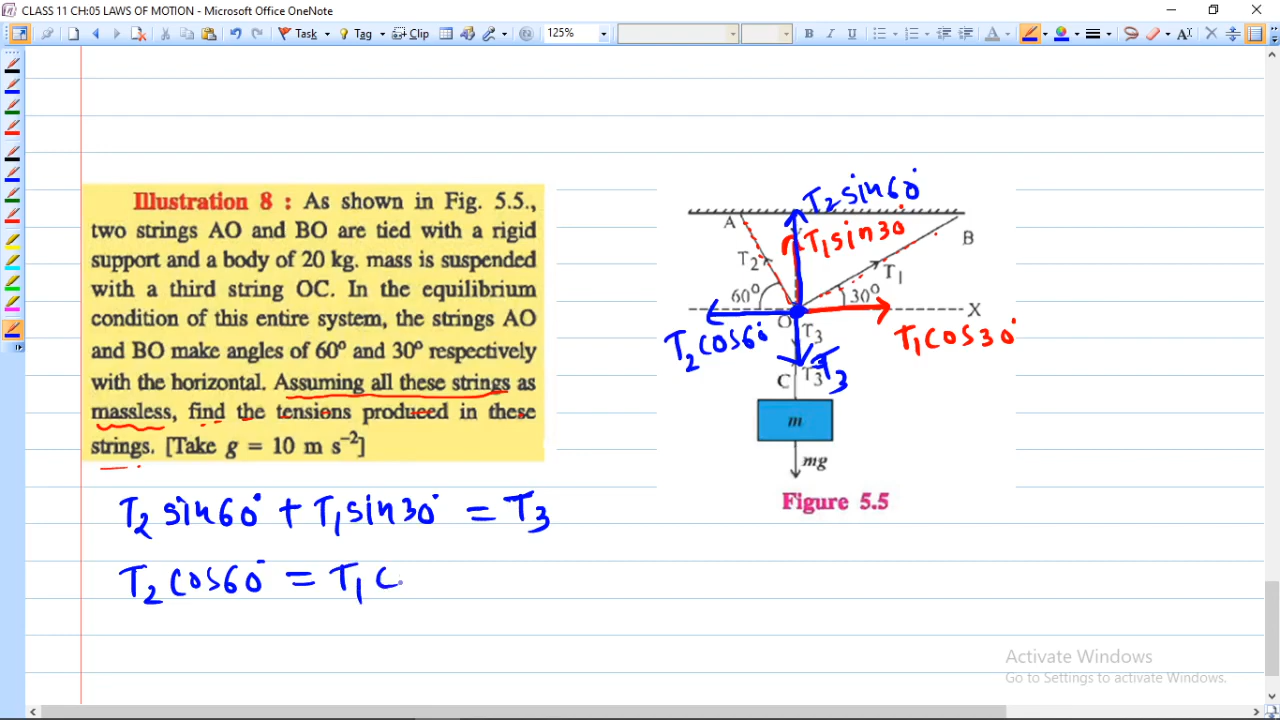 CLASS 11 CH:05 LAWS OF MOTION - Microsoft Office OneNote
Task Tag Clip 125% B I U A
Illustration 8 : As shown in Fig. 5.5.,
two strings AO and BO are tied with a rigid
support and a body of 20 kg. mass is suspended
with a third string OC. In the equilibrium
condition of this entire system, the strings AO
and BO make angles of 60° and 30° respectively
with the horizontal. Assuming all these strings as
massless, find the tensions produced in these
strings. [Take g = 10 m s⁻²]
T₂ sin60° + T₁ sin30° = T₃
T₂ cos60° = T₁ c
T₂ sin60°
A
T₁ sin30°
B
T₂
T₁
60°
30°
O
X
T₂ cos60°
T₃
T₁ cos30°
C
T₃
T₃
m
mg
Figure 5.5
Activate Windows
Go to Settings to activate Windows.